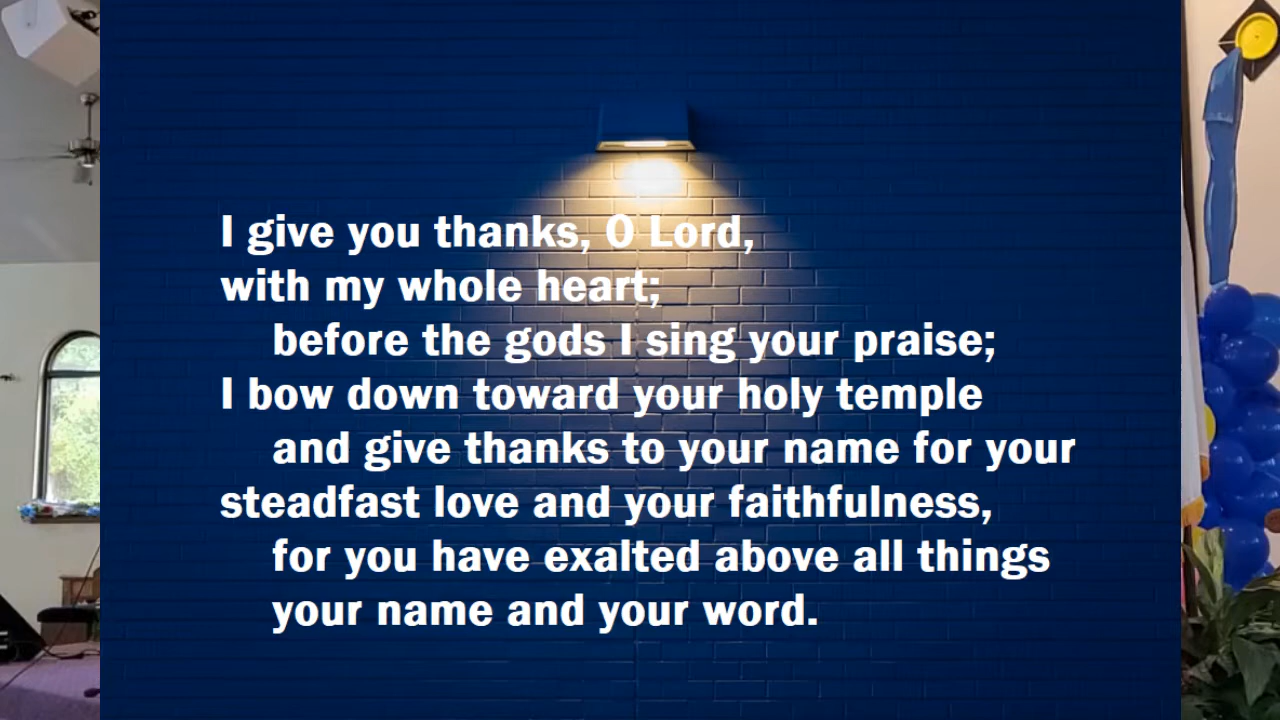 I give you thanks, O Lord,
with my whole heart;
before the gods I sing your praise;
I bow down toward your holy temple
and give thanks to your name for your
steadfast love and your faithfulness,
for you have exalted above all things
your name and your word.